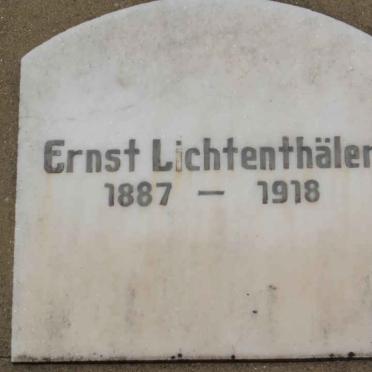 Ernst Lichtenthäler
1887 — 1918